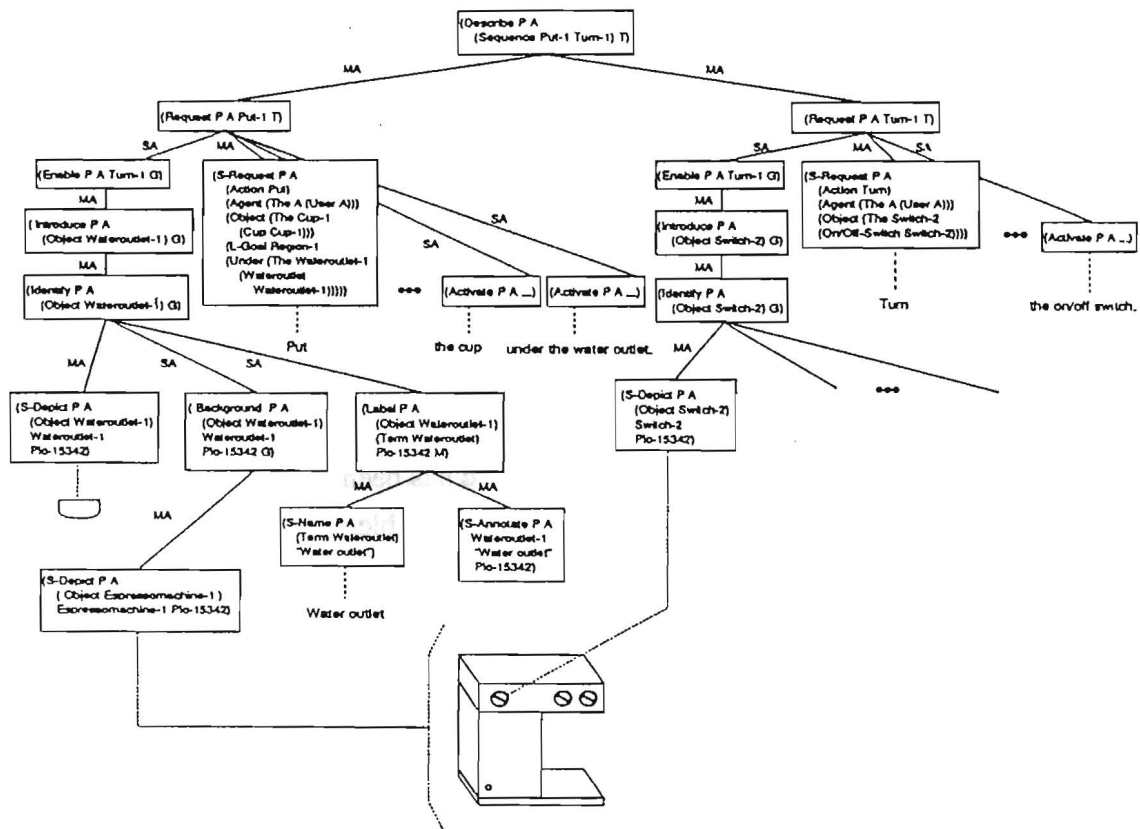 (Describe P A
(Sequence Put-1 Turn-1) T)
MA
MA
(Request P A Put-1 T)
(Request P A Turn-1 T)
SA
MA
SA
MA
SA
(Enable P A Turn-1 G)
(S-Request P A
(Action Put)
(Agent (The A (User A)))
(Object (The Cup-1
(Cup Cup-1)))
(L-Goal Region-1
(Under (The Wateroutlet-1
(Wateroutlet
Wateroutlet-1)))))
SA
SA
(Enable P A Turn-1 G)
(S-Request P A
(Action Turn)
(Agent (The A (User A)))
(Object (The Switch-2
(On/Off-Switch Switch-2))))
MA
MA
(Introduce P A
(Object Wateroutlet-1) G)
(Introduce P A
(Object Switch-2) G)
•••
(Activate P A ...)
MA
MA
(Identify P A
(Object Wateroutlet-1) G)
•••
(Activate P A ...)
(Activate P A ...)
(Identify P A
(Object Switch-2) G)
Turn
the on/off switch.
Put
the cup
under the water outlet.
MA
SA
SA
MA
•••
(S-Depict P A
(Object Wateroutlet-1)
Wateroutlet-1
Pic-15342)
(Background P A
(Object Wateroutlet-1)
Wateroutlet-1
Pic-15342 G)
(Label P A
(Object Wateroutlet-1)
(Term Wateroutlet)
Pic-15342 M)
(S-Depict P A
(Object Switch-2)
Switch-2
Pic-15342)
MA
MA
MA
(S-Name P A
(Term Wateroutlet)
"Water outlet")
(S-Annotate P A
Wateroutlet-1
"Water outlet"
Pic-15342)
(S-Depict P A
(Object Espressomachine-1 )
Espressomachine-1 Pic-15342)
Water outlet